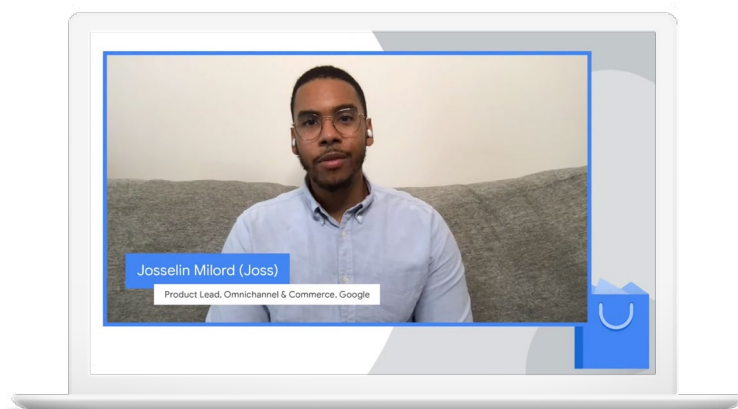 Josselin Milord (Joss)
Product Lead, Omnichannel & Commerce, Google